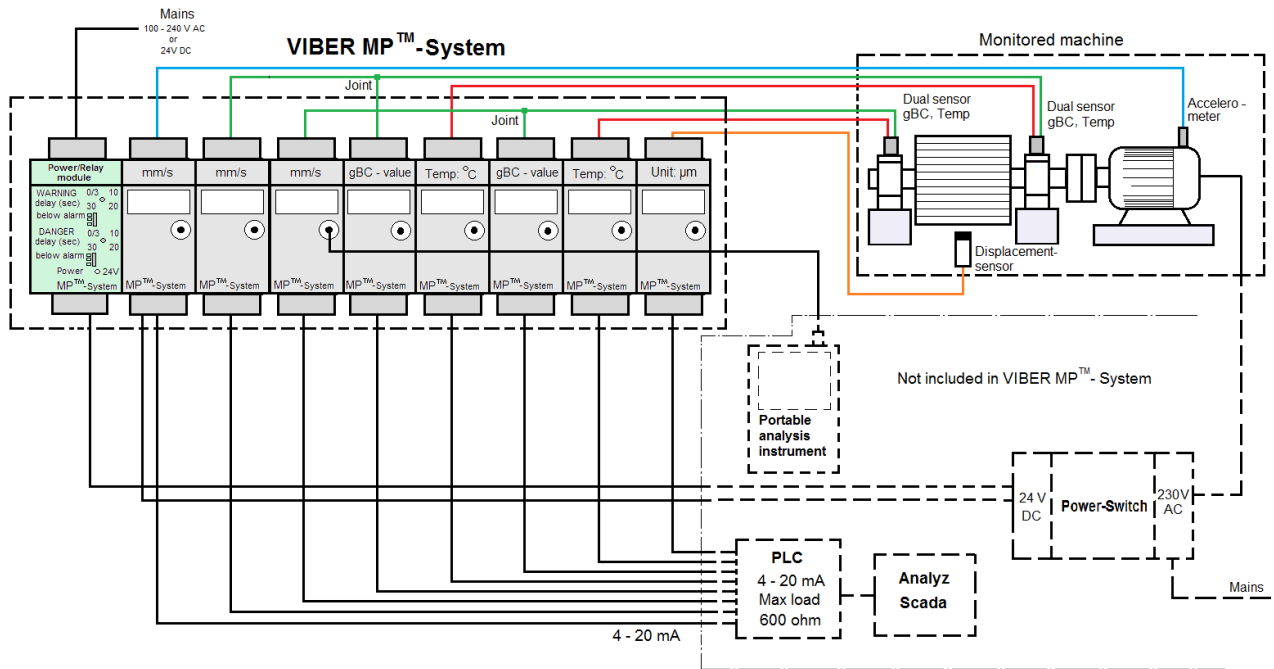 Mains
100 - 240 V AC
or
24V DC
VIBER MP™-System
Monitored machine
Joint
Joint
Dual sensor
gBC, Temp
Dual sensor
gBC, Temp
Accelero-
meter
Power/Relay
module
WARNING 0/3 10
delay (sec) 30 20
below alarm
DANGER 0/3 10
delay (sec) 30 20
below alarm
Power 24V
MP™-System
mm/s
mm/s
mm/s
gBC - value
Temp: °C
gBC - value
Temp: °C
Unit: µm
MP™-System
MP™-System
MP™-System
MP™-System
MP™-System
MP™-System
MP™-System
MP™-System
Displacement-
sensor
Not included in VIBER MP™- System
Portable
analysis
instrument
24 V
DC
Power-Switch
230V
AC
Mains
PLC
4 - 20 mA
Max load
600 ohm
Analyz
Scada
4 - 20 mA